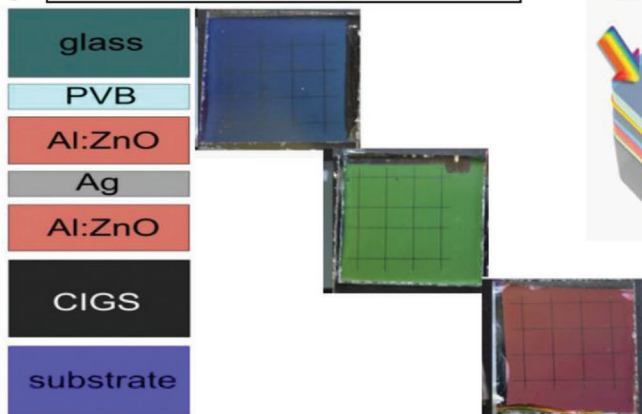 glass
PVB
Al:ZnO
Ag
Al:ZnO
CIGS
substrate